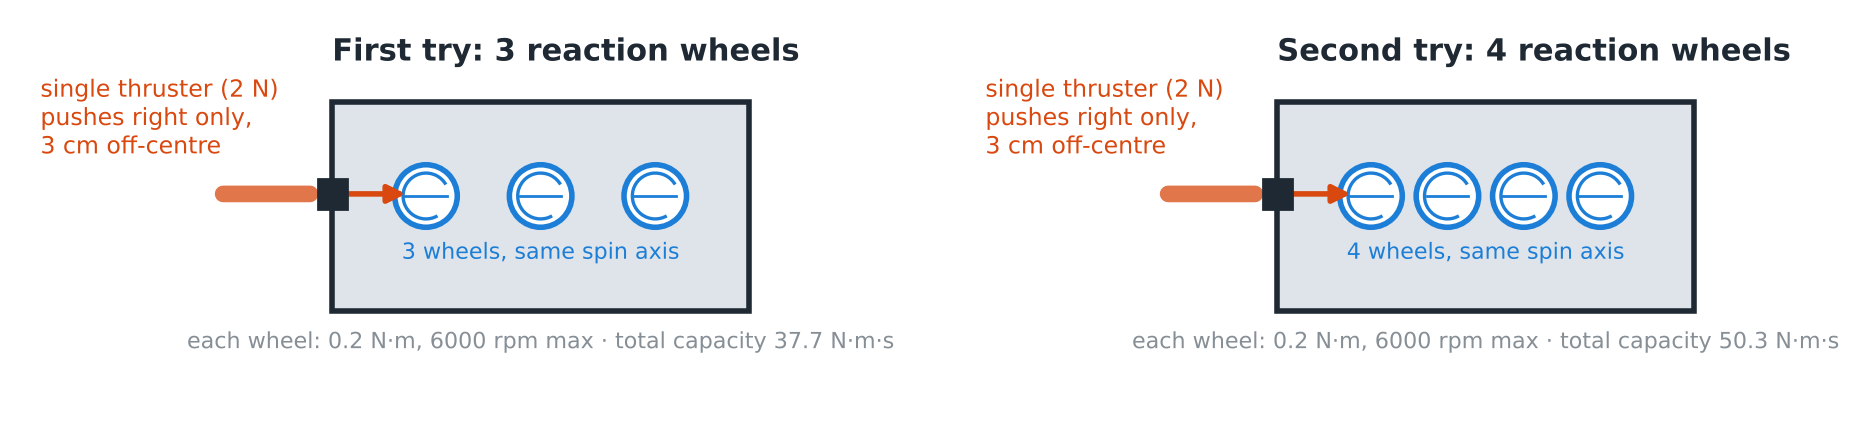 First try: 3 reaction wheels
single thruster (2 N)
pushes right only,
3 cm off-centre
3 wheels, same spin axis
each wheel: 0.2 N·m, 6000 rpm max · total capacity 37.7 N·m·s
Second try: 4 reaction wheels
single thruster (2 N)
pushes right only,
3 cm off-centre
4 wheels, same spin axis
each wheel: 0.2 N·m, 6000 rpm max · total capacity 50.3 N·m·s